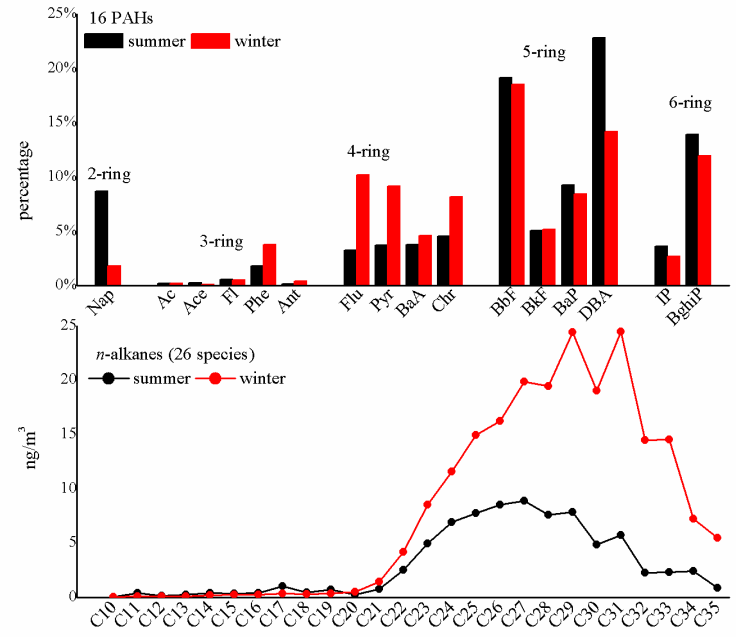 16 PAHs
summer winter
25%
20%
15%
10%
5%
0%
percentage
2-ring
3-ring
4-ring
5-ring
6-ring
Nap Ac Ace Fl Phe Ant Flu Pyr BaA Chr BbF BkF BaP DBA IP BghiP
n-alkanes (26 species)
summer winter
25
20
15
10
5
0
ng/m³
C10 C11 C12 C13 C14 C15 C16 C17 C18 C19 C20 C21 C22 C23 C24 C25 C26 C27 C28 C29 C30 C31 C32 C33 C34 C35